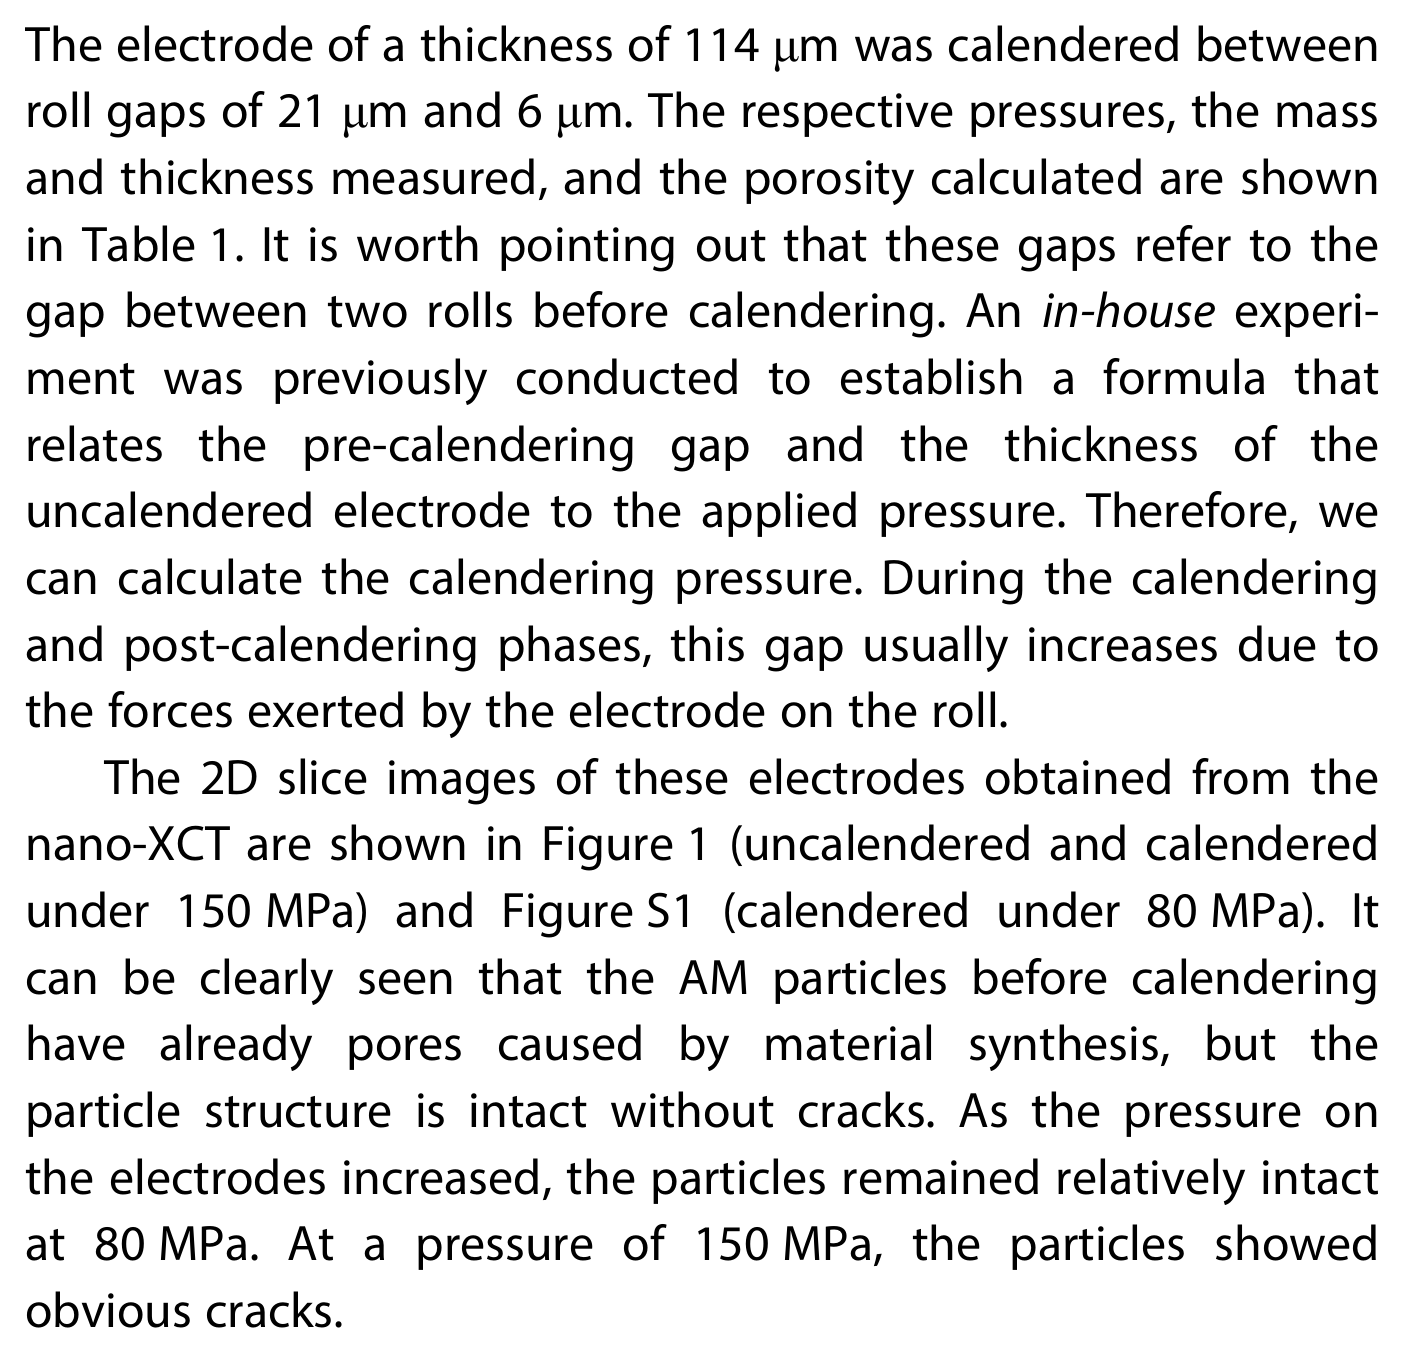 The electrode of a thickness of 114 μm was calendered between
roll gaps of 21 μm and 6 μm. The respective pressures, the mass
and thickness measured, and the porosity calculated are shown
in Table 1. It is worth pointing out that these gaps refer to the
gap between two rolls before calendering. An in-house experi-
ment was previously conducted to establish a formula that
relates the pre-calendering gap and the thickness of the
uncalendered electrode to the applied pressure. Therefore, we
can calculate the calendering pressure. During the calendering
and post-calendering phases, this gap usually increases due to
the forces exerted by the electrode on the roll.
The 2D slice images of these electrodes obtained from the
nano-XCT are shown in Figure 1 (uncalendered and calendered
under 150 MPa) and Figure S1 (calendered under 80 MPa). It
can be clearly seen that the AM particles before calendering
have already pores caused by material synthesis, but the
particle structure is intact without cracks. As the pressure on
the electrodes increased, the particles remained relatively intact
at 80 MPa. At a pressure of 150 MPa, the particles showed
obvious cracks.